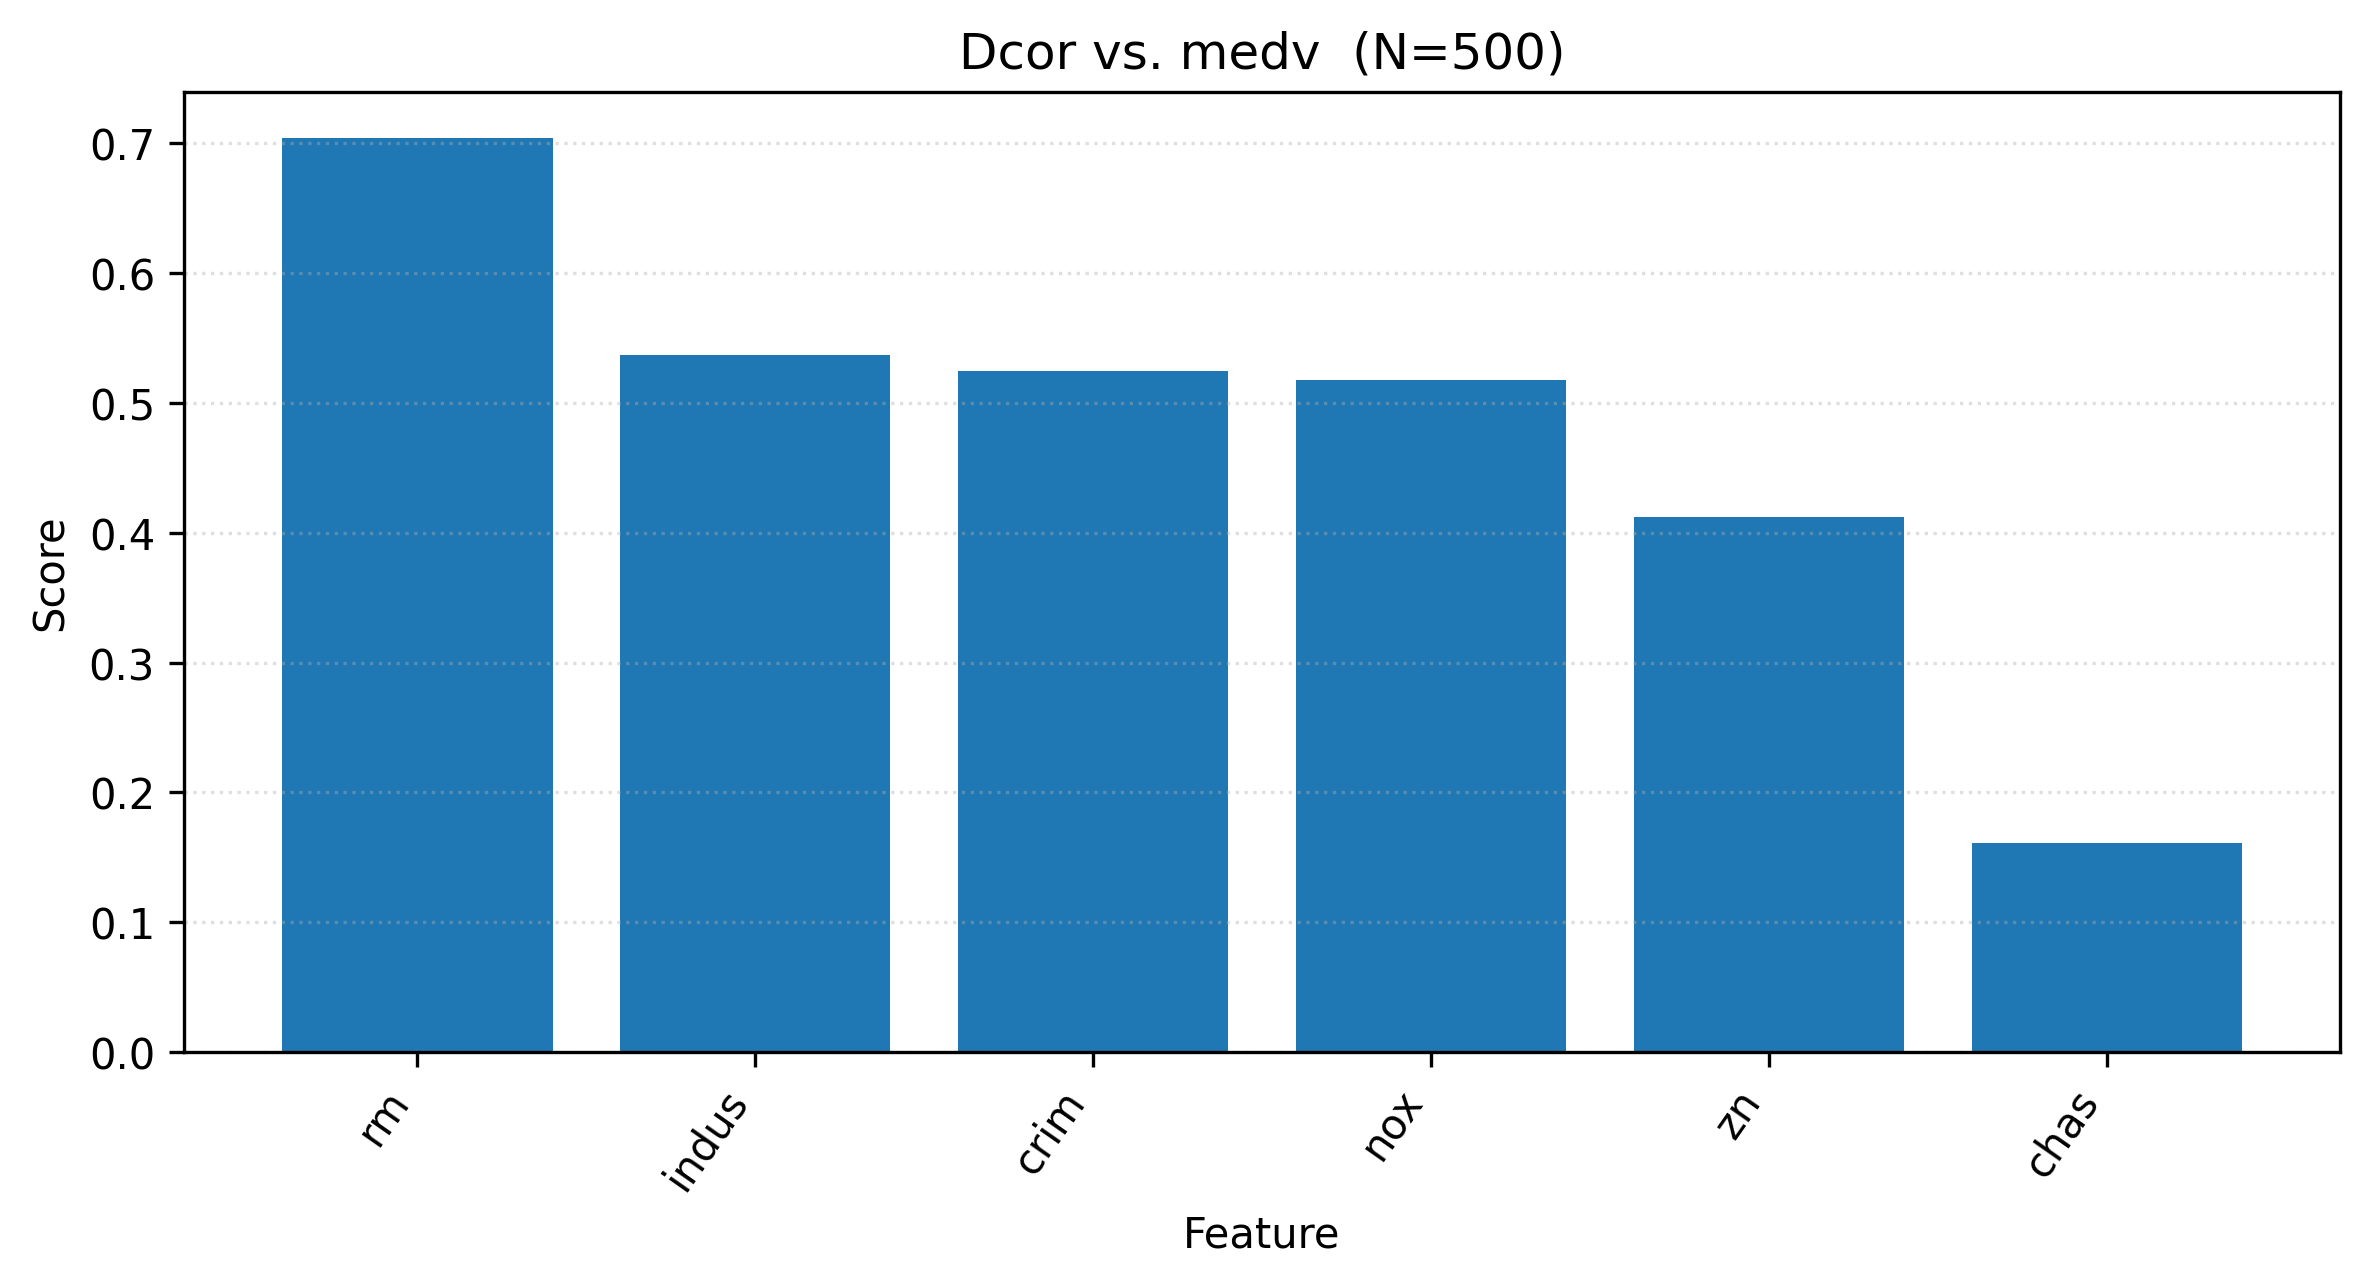 Dcor vs. medv  (N=500)
Score
0.7
0.6
0.5
0.4
0.3
0.2
0.1
0.0
rm
indus
crim
nox
zn
chas
Feature